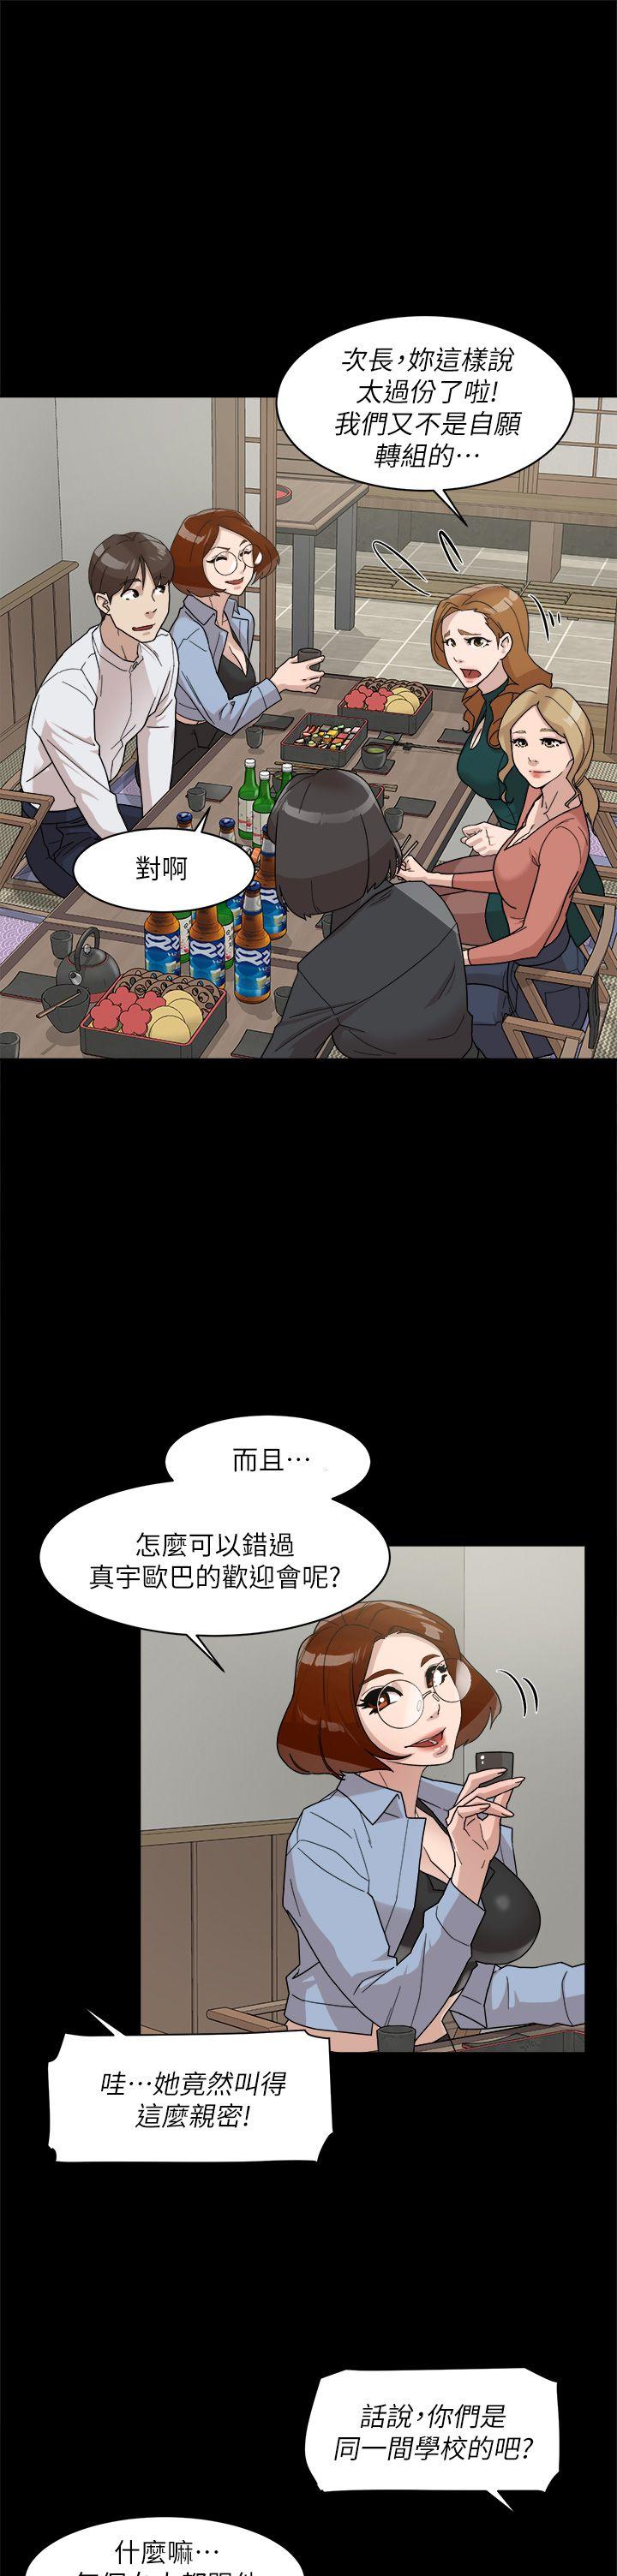 次長，妳這樣說
太過份了啦!
我們又不是自願
轉組的…
對啊
而且…
怎麼可以錯過
真宇歐巴的歡迎會呢?
哇…她竟然叫得
這麼親密!
話說，你們是
同一間學校的吧?
什麼嘛…